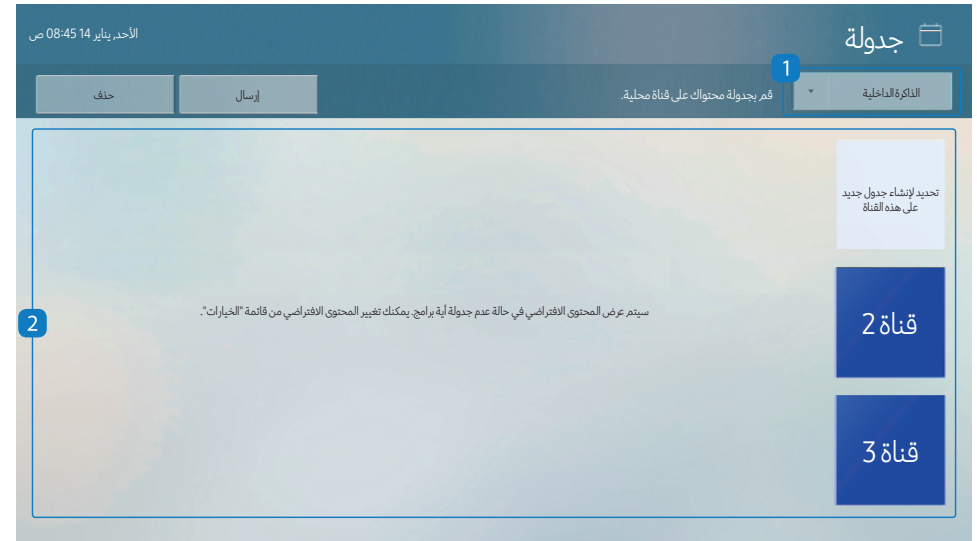 جدولة
الأحد, يناير 14 08:45 ص
1
الذاكرة الداخلية
قم بجدولة محتواك على قناة محلية.
إرسال
حذف
تحديد لإنشاء جدول جديد
على هذه القناة
2
سيتم عرض المحتوى الافتراضي في حالة عدم جدولة أية برامج. يمكنك تغيير المحتوى الافتراضي من قائمة "الخيارات".
قناة 2
قناة 3